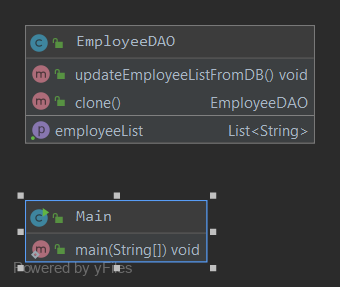 EmployeeDAO
updateEmployeeListFromDB() void
clone() EmployeeDAO
employeeList List<String>
Main
main(String[]) void
Powered by yFiles